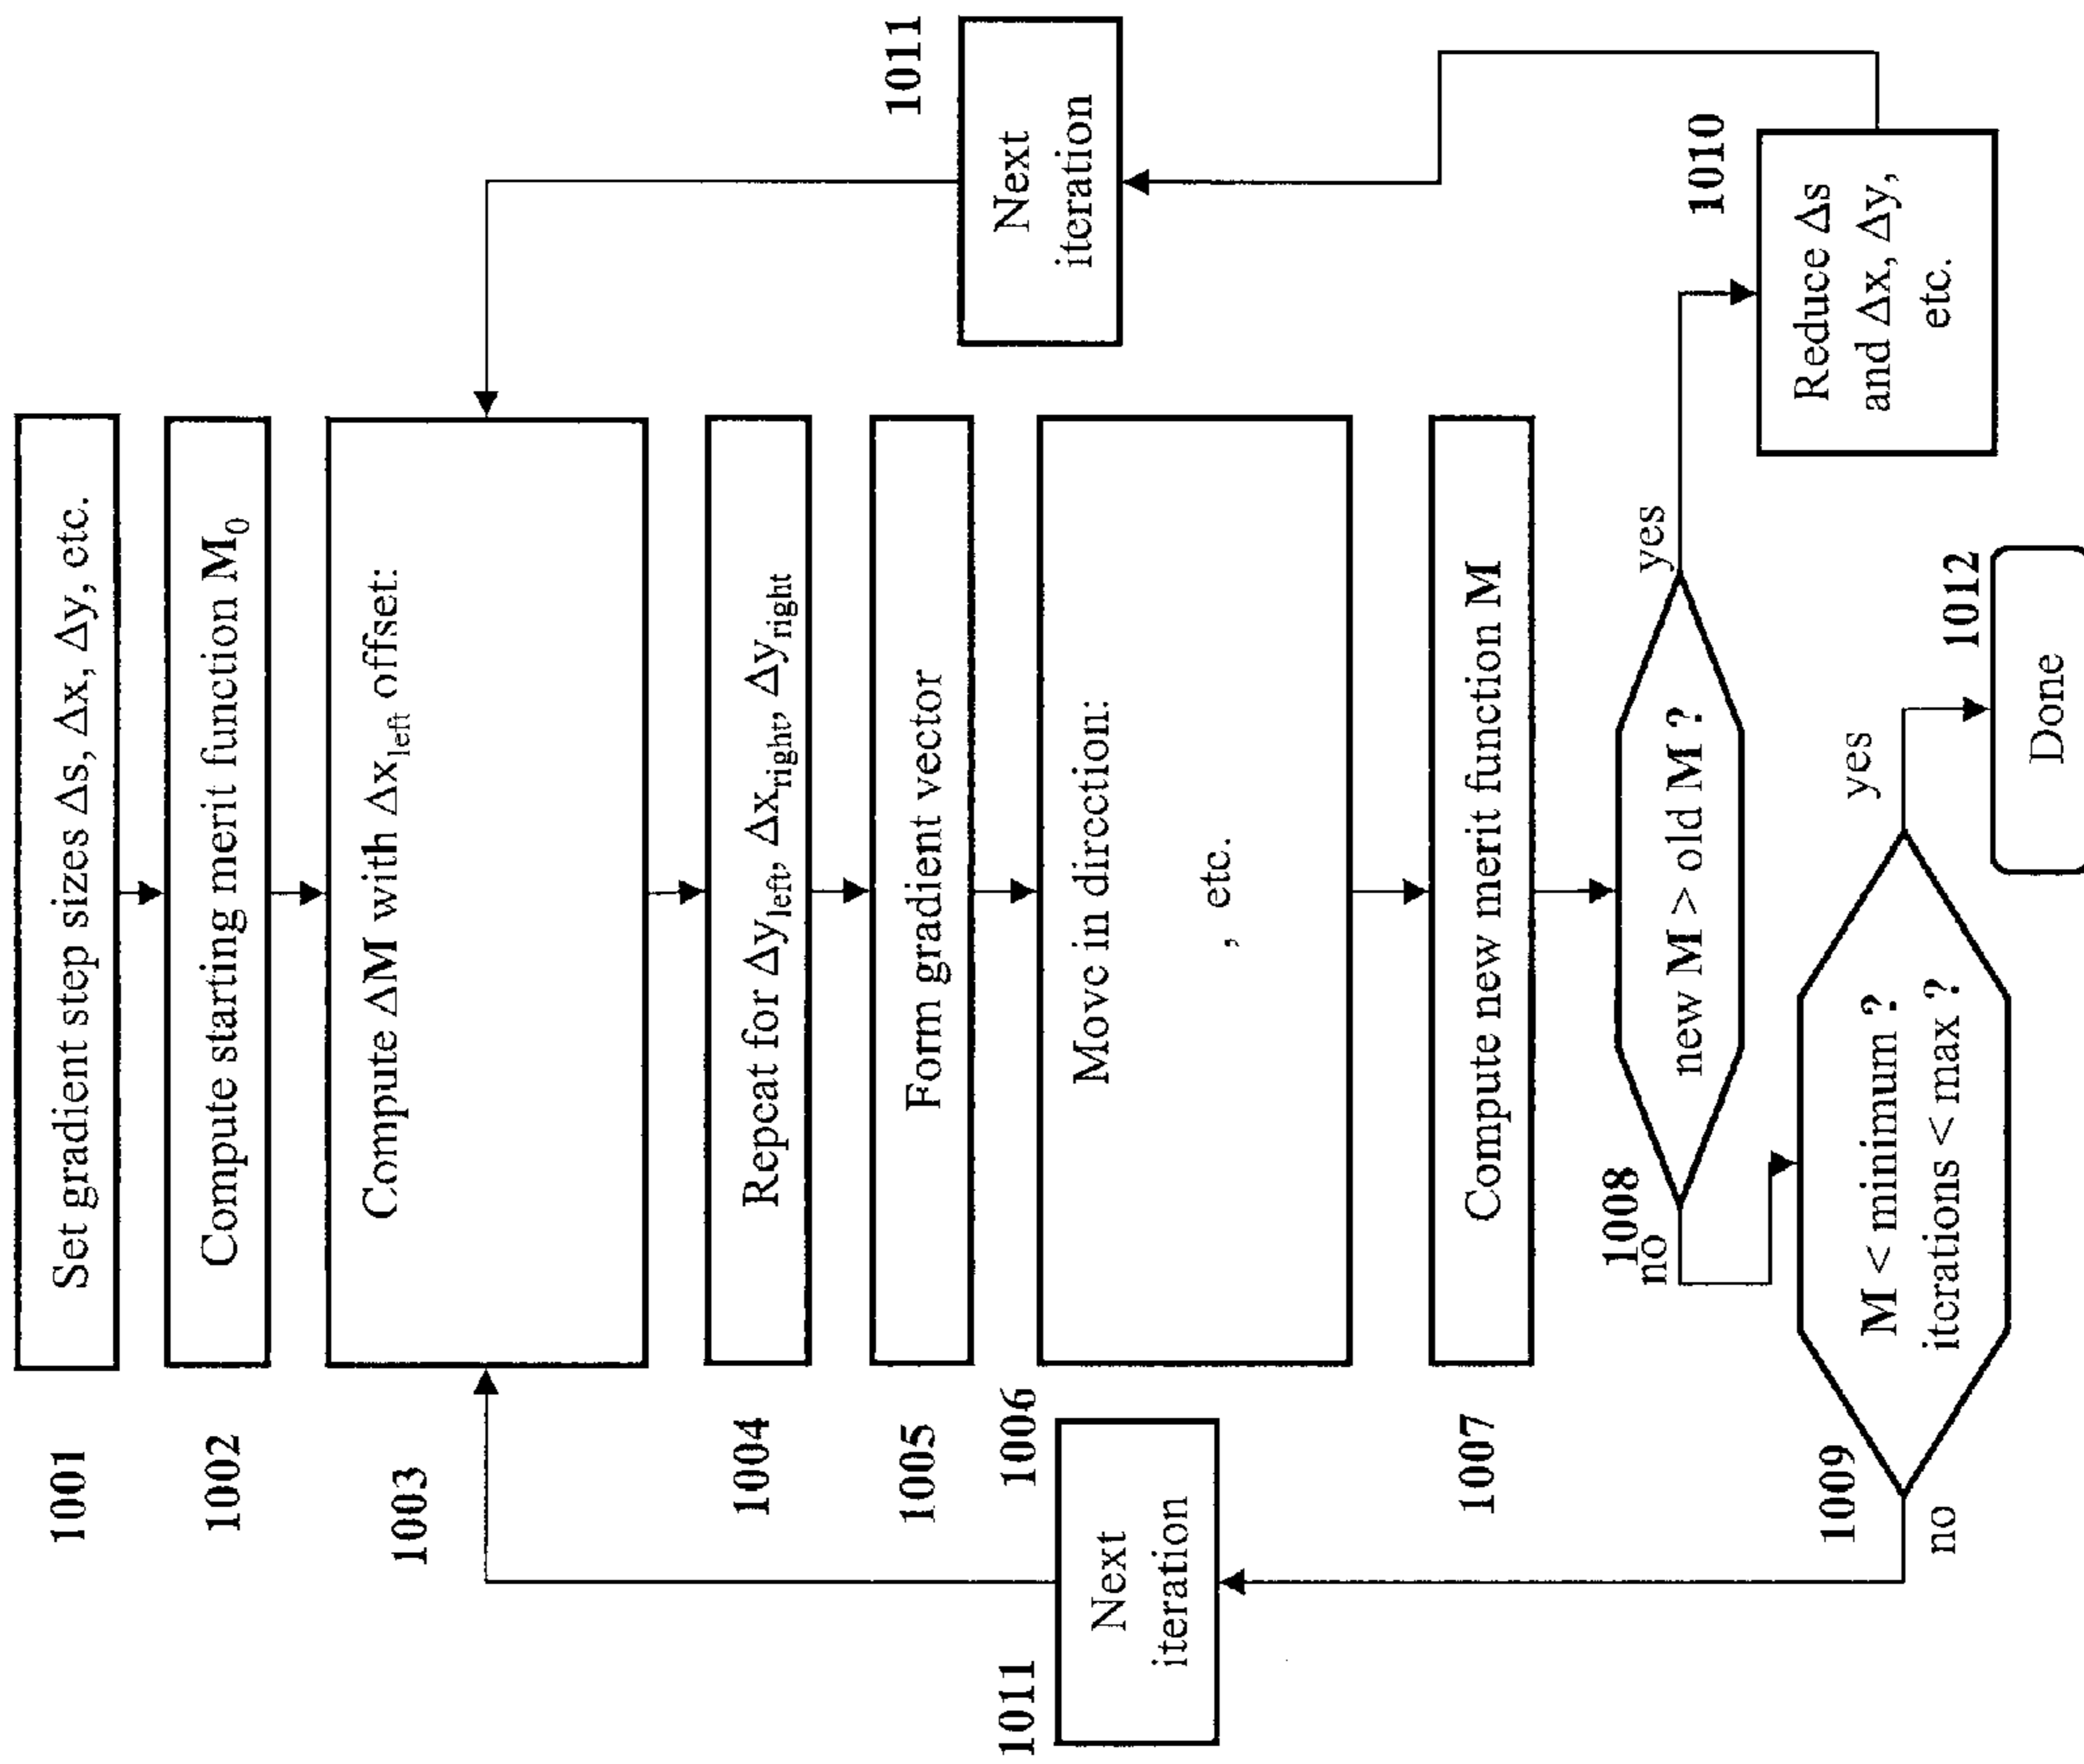 1001
Set gradient step sizes Δs, Δx, Δy, etc.
1002
Compute starting merit function M0
1003
Compute ΔM with Δxleft offset:
1004
Repeat for Δyleft, Δxright, Δyright
1005
Form gradient vector
1006
Move in direction:
, etc.
1007
Compute new merit function M
1008
new M > old M ?
no
yes
1009
M < minimum ?
iterations < max ?
no
yes
1010
Reduce Δs
and Δx, Δy,
etc.
1011
Next
iteration
1011
Next
iteration
1012
Done